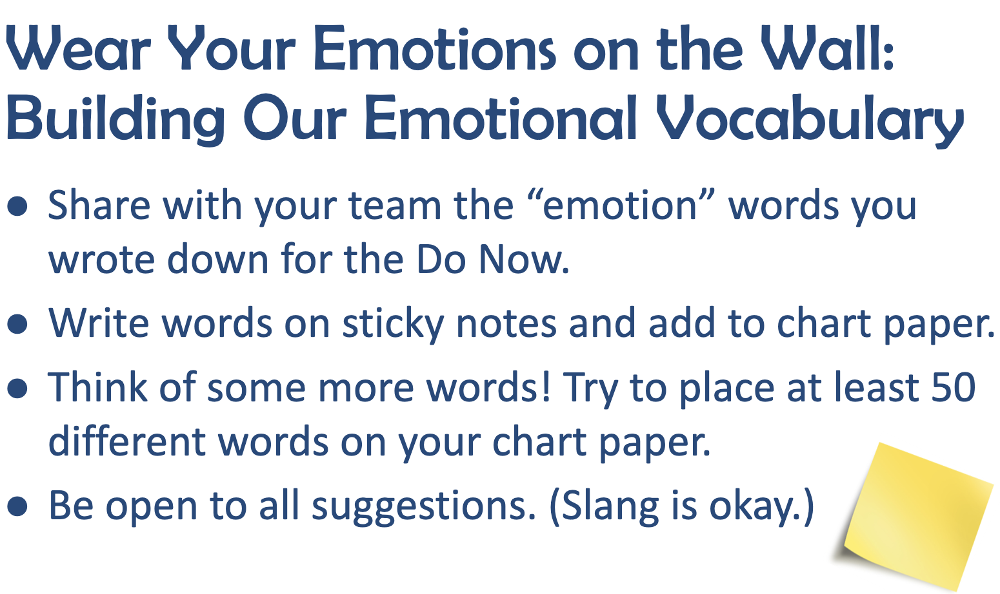 Wear Your Emotions on the Wall:
Building Our Emotional Vocabulary
● Share with your team the “emotion” words you
wrote down for the Do Now.
● Write words on sticky notes and add to chart paper.
● Think of some more words! Try to place at least 50
different words on your chart paper.
● Be open to all suggestions. (Slang is okay.)